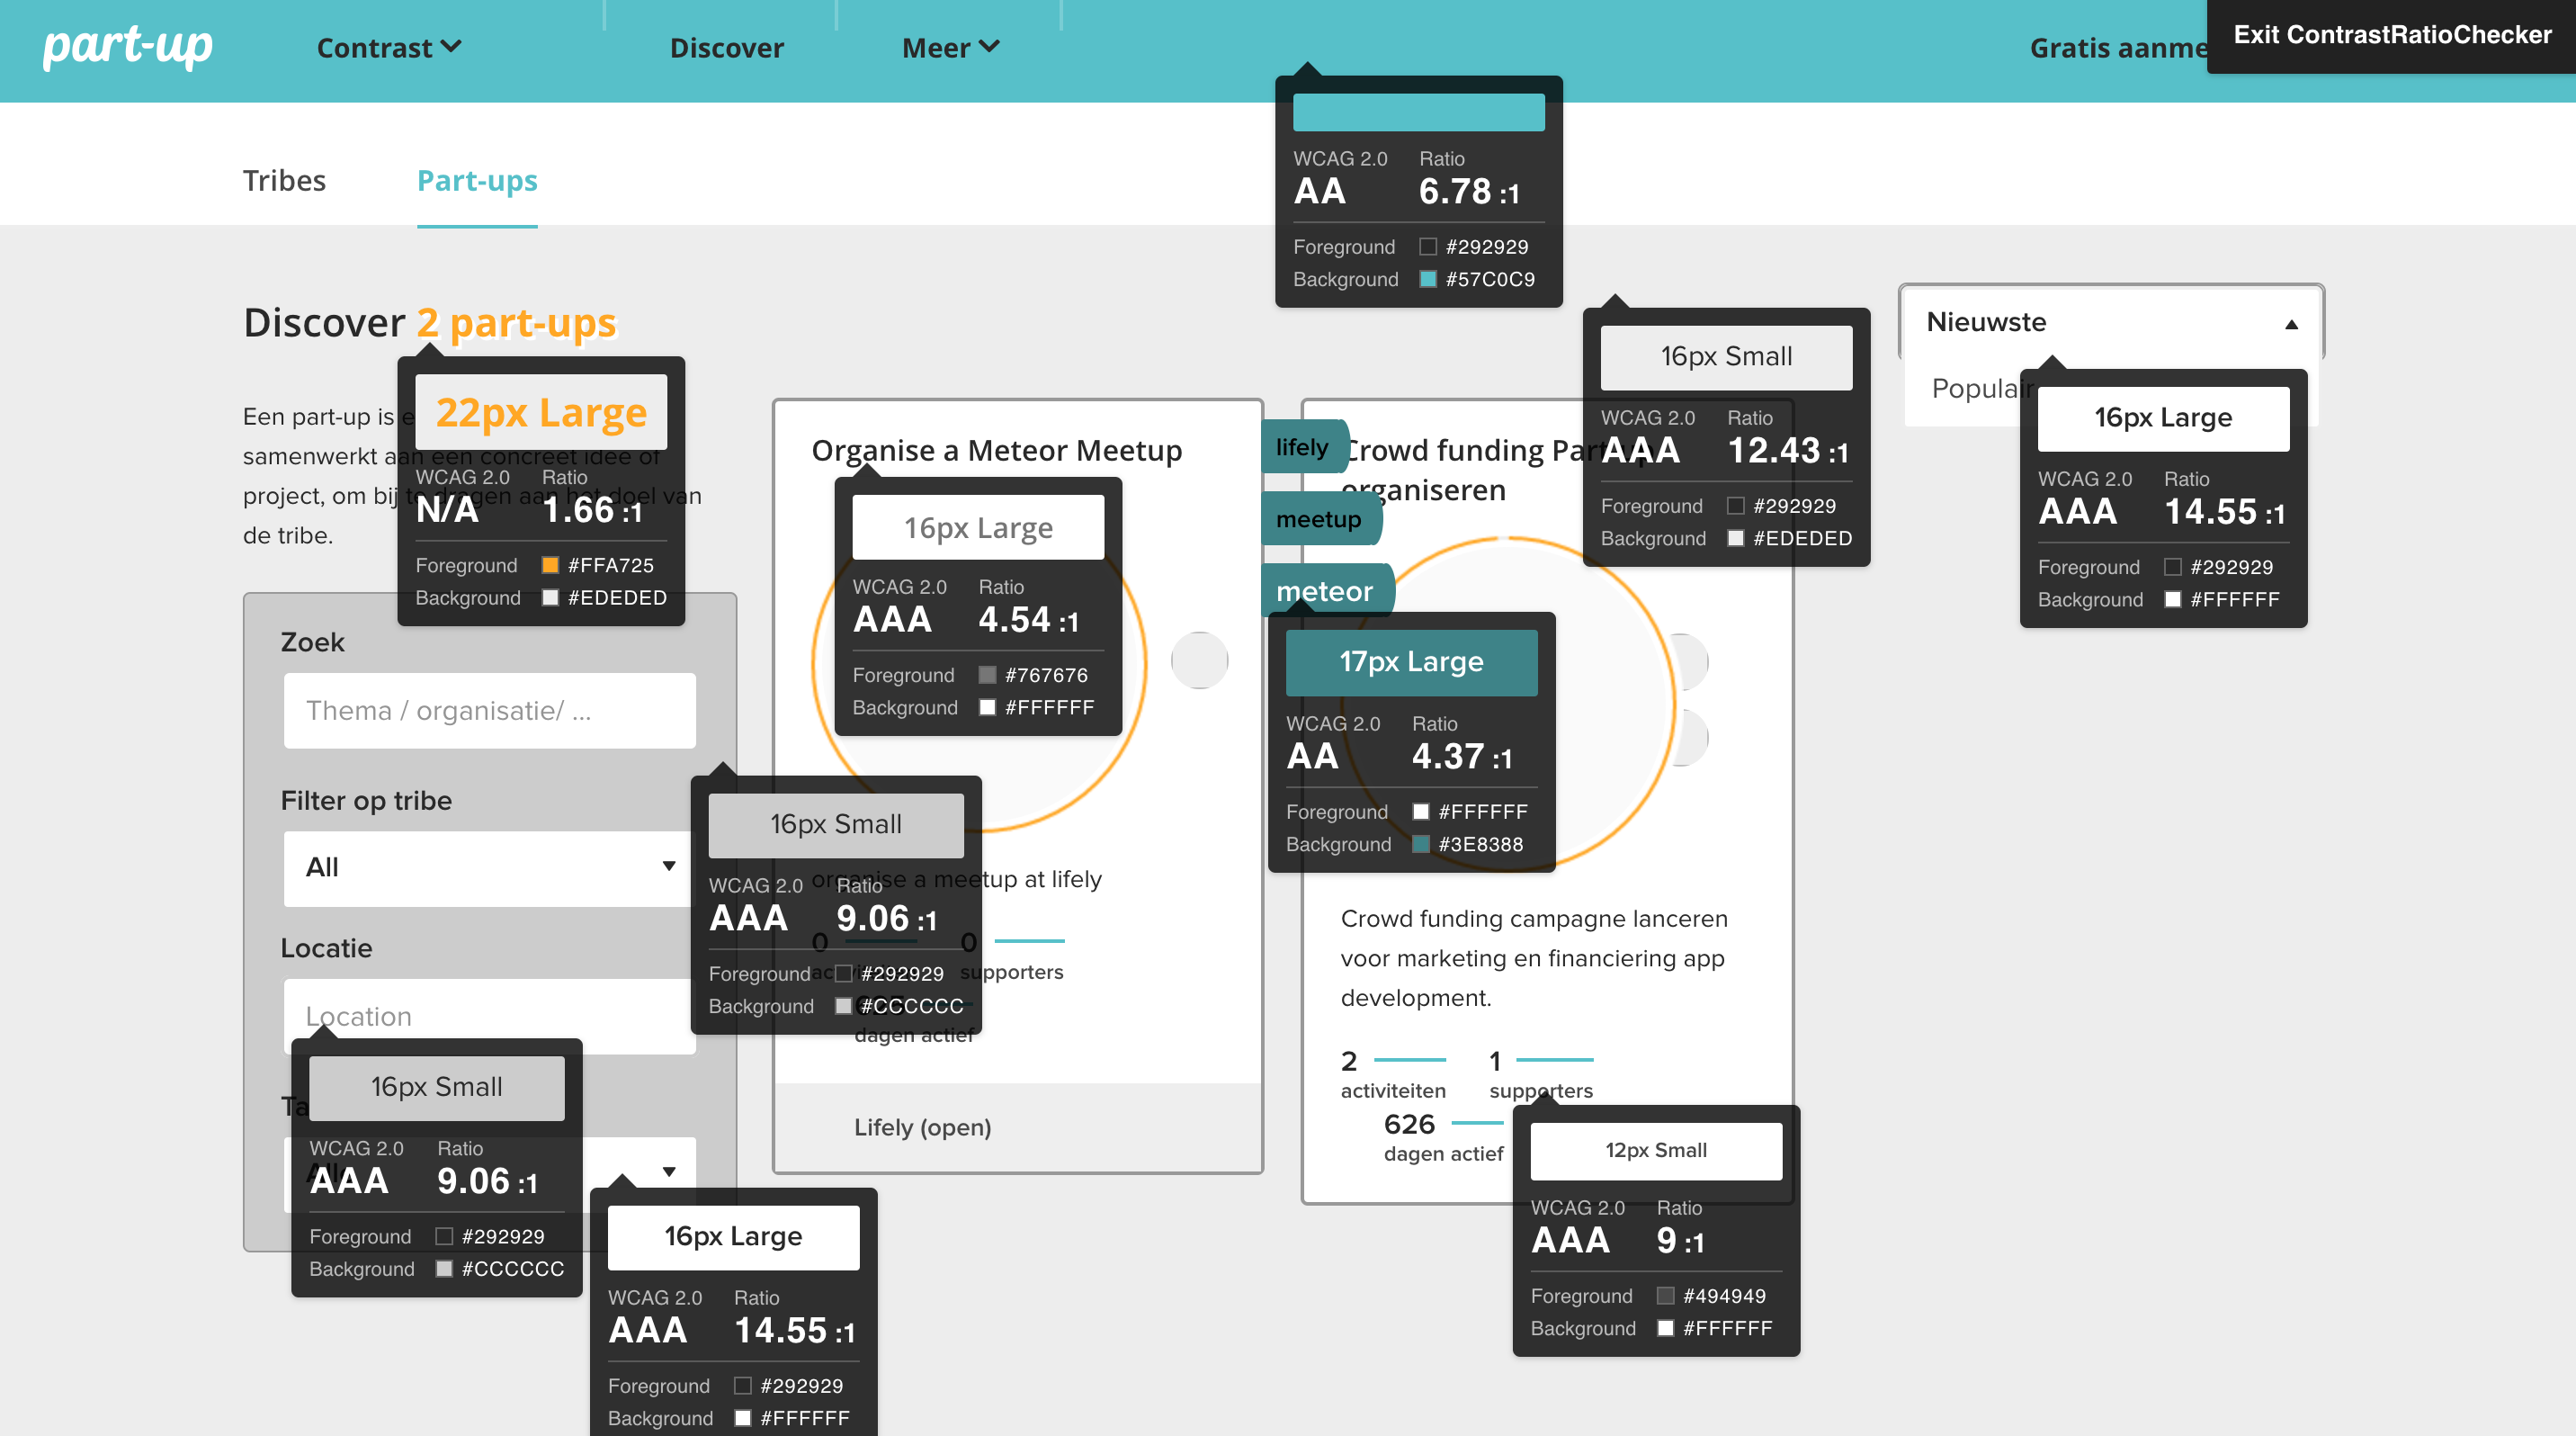 part-up
Contrast
Discover
Meer
Gratis aanme
Exit ContrastRatioChecker
WCAG 2.0 Ratio
AA 6.78 :1
Foreground #292929
Background #57C0C9
Tribes
Part-ups
Discover 2 part-ups
Een part-up is e
samenwerkt aan een concreet idee of
project, om bij te dragen aan het doel van
de tribe.
22px Large
WCAG 2.0 Ratio
N/A 1.66 :1
Foreground #FFA725
Background #EDEDED
Zoek
Thema / organisatie/ ...
Filter op tribe
All
Locatie
Location
Ta
16px Small
WCAG 2.0 Ratio
AAA 9.06 :1
Foreground #292929
Background #CCCCCC
16px Large
WCAG 2.0 Ratio
AAA 14.55 :1
Foreground #292929
Background #FFFFFF
Organise a Meteor Meetup
16px Large
WCAG 2.0 Ratio
AAA 4.54 :1
Foreground #767676
Background #FFFFFF
16px Small
WCAG 2.0 Ratio
AAA 9.06 :1
Foreground #292929
Background #CCCCCC
organise a meetup at lifely
0
0
supporters
dagen actief
Lifely (open)
lifely
meetup
meteor
Crowd funding Part-up
organiseren
17px Large
WCAG 2.0 Ratio
AA 4.37 :1
Foreground #FFFFFF
Background #3E8388
Crowd funding campagne lanceren
voor marketing en financiering app
development.
2
activiteiten
1
supporters
626
dagen actief
12px Small
WCAG 2.0 Ratio
AAA 9 :1
Foreground #494949
Background #FFFFFF
16px Small
WCAG 2.0 Ratio
AAA 12.43 :1
Foreground #292929
Background #EDEDED
Nieuwste
Populair
16px Large
WCAG 2.0 Ratio
AAA 14.55 :1
Foreground #292929
Background #FFFFFF